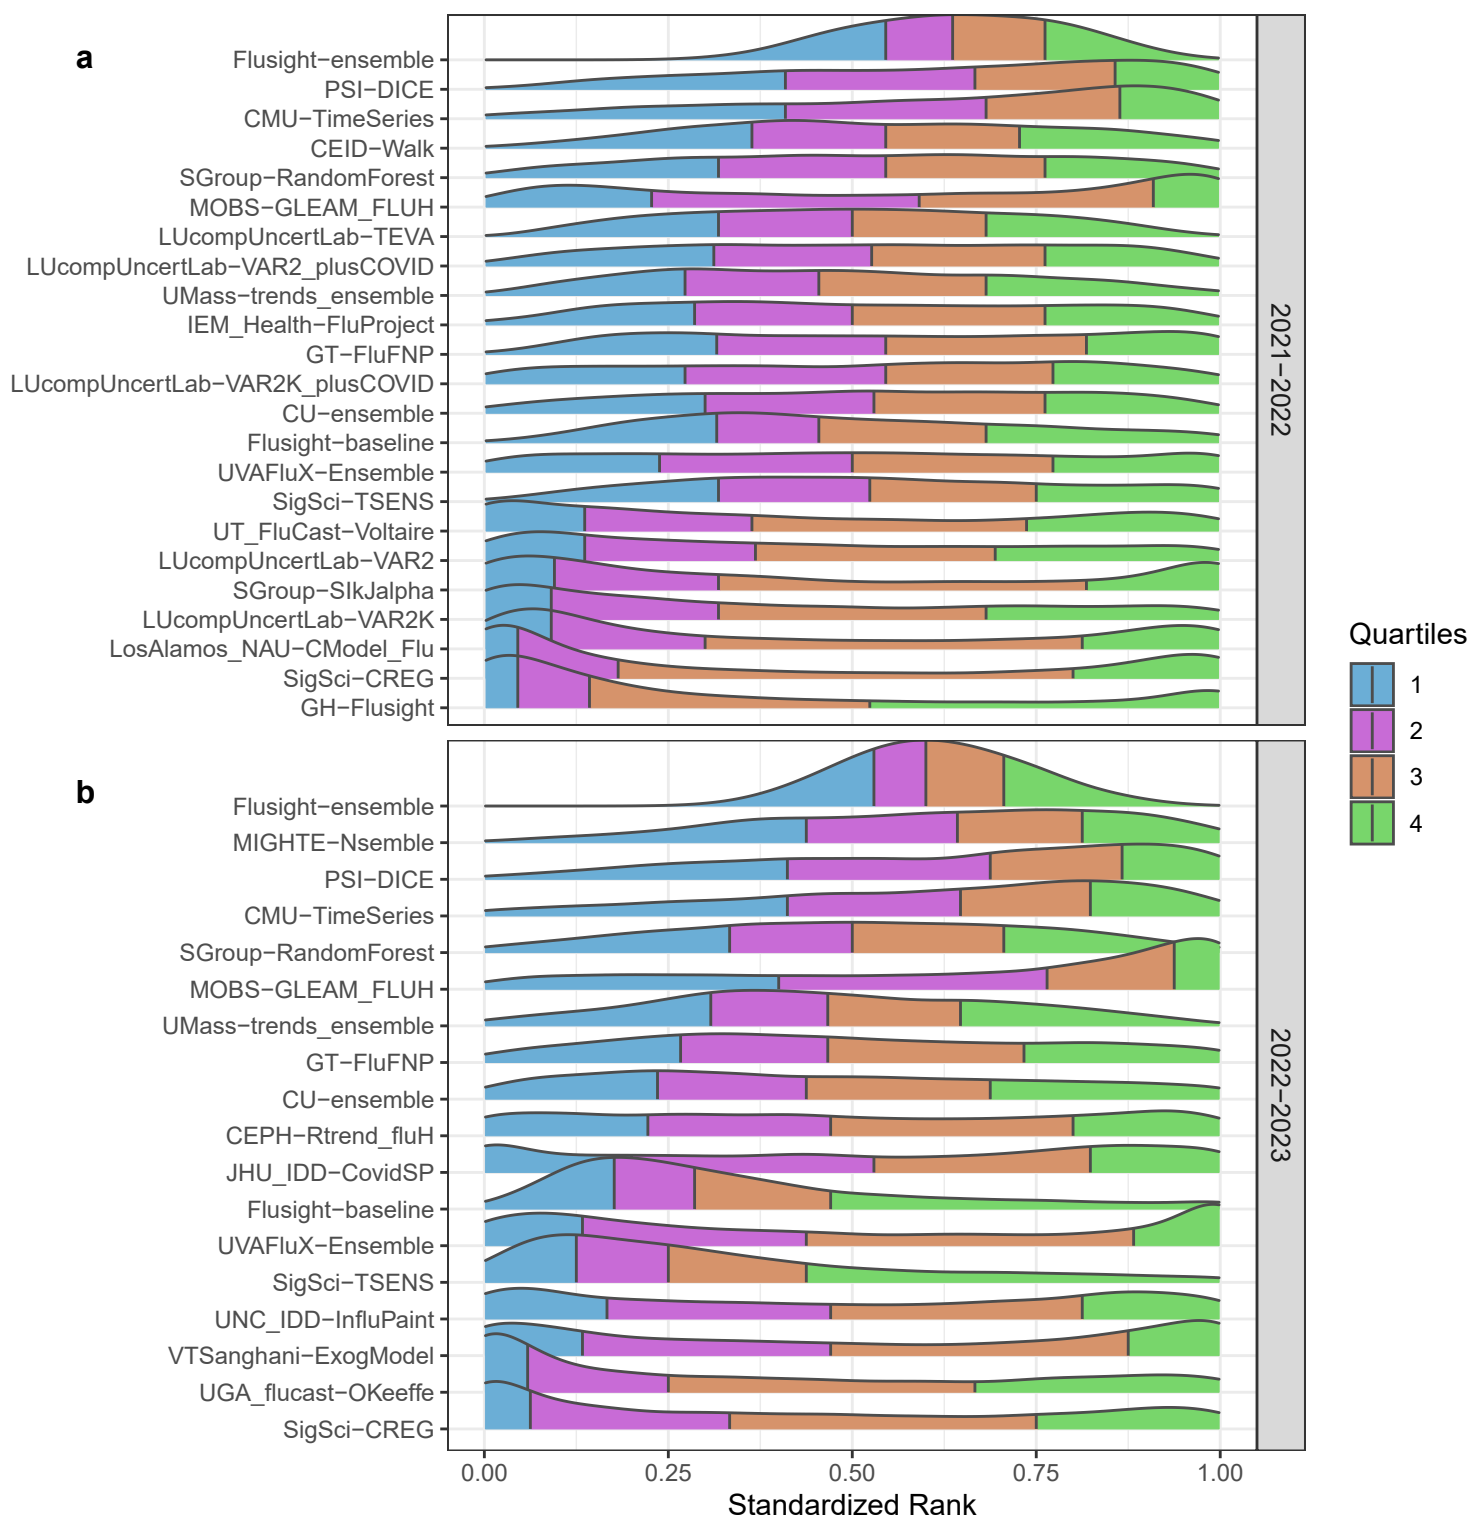 a
Flusight−ensemble
PSI−DICE
CMU−TimeSeries
CEID−Walk
SGroup−RandomForest
MOBS−GLEAM_FLUH
LUcompUncertLab−TEVA
LUcompUncertLab−VAR2_plusCOVID
UMass−trends_ensemble
IEM_Health−FluProject
GT−FluFNP
LUcompUncertLab−VAR2K_plusCOVID
CU−ensemble
Flusight−baseline
UVAFluX−Ensemble
SigSci−TSENS
UT_FluCast−Voltaire
LUcompUncertLab−VAR2
SGroup−SIkJalpha
LUcompUncertLab−VAR2K
LosAlamos_NAU−CModel_Flu
SigSci−CREG
GH−Flusight
2021−2022
b
Flusight−ensemble
MIGHTE−Nsemble
PSI−DICE
CMU−TimeSeries
SGroup−RandomForest
MOBS−GLEAM_FLUH
UMass−trends_ensemble
GT−FluFNP
CU−ensemble
CEPH−Rtrend_fluH
JHU_IDD−CovidSP
Flusight−baseline
UVAFluX−Ensemble
SigSci−TSENS
UNC_IDD−InfluPaint
VTSanghani−ExogModel
UGA_flucast−OKeeffe
SigSci−CREG
2022−2023
0.00 0.25 0.50 0.75 1.00
Standardized Rank
Quartiles
1
2
3
4